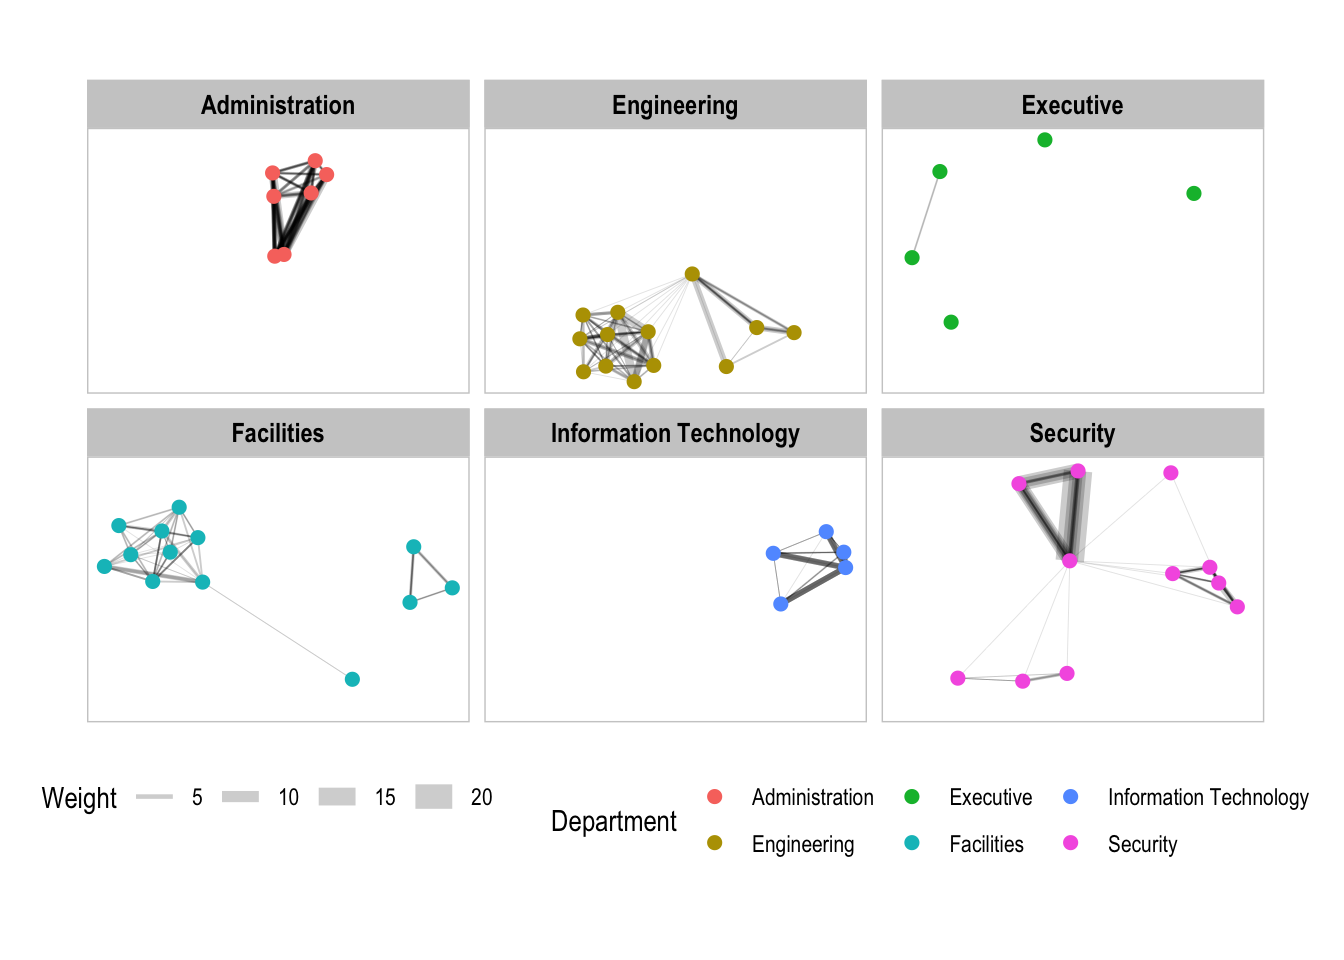 Administration
Engineering
Executive
Facilities
Information Technology
Security
Weight 5 10 15 20
Department
Administration Executive Information Technology
Engineering Facilities Security